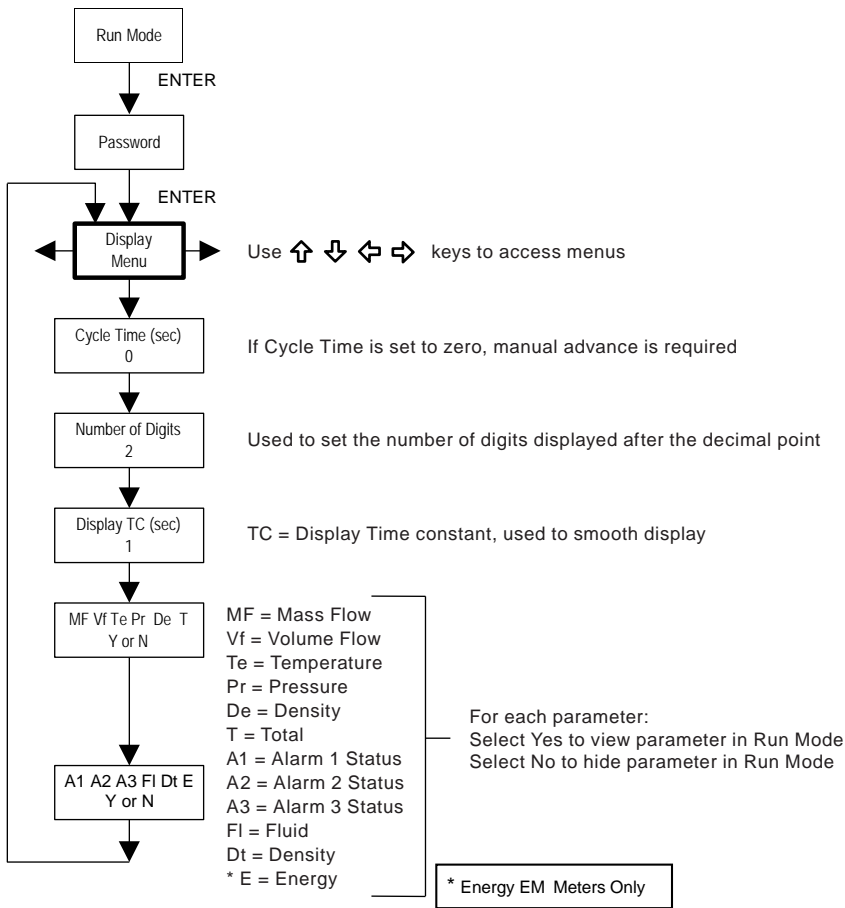 Run Mode
ENTER
Password
ENTER
Display
Menu
Use keys to access menus
Cycle Time (sec)
0
If Cycle Time is set to zero, manual advance is required
Number of Digits
2
Used to set the number of digits displayed after the decimal point
Display TC (sec)
1
TC = Display Time constant, used to smooth display
MF Vf Te Pr De T
Y or N
MF = Mass Flow
Vf = Volume Flow
Te = Temperature
Pr = Pressure
De = Density
T = Total
A1 = Alarm 1 Status
A2 = Alarm 2 Status
A3 = Alarm 3 Status
Fl = Fluid
Dt = Density
* E = Energy
For each parameter:
Select Yes to view parameter in Run Mode
Select No to hide parameter in Run Mode
A1 A2 A3 Fl Dt E
Y or N
* Energy EM Meters Only